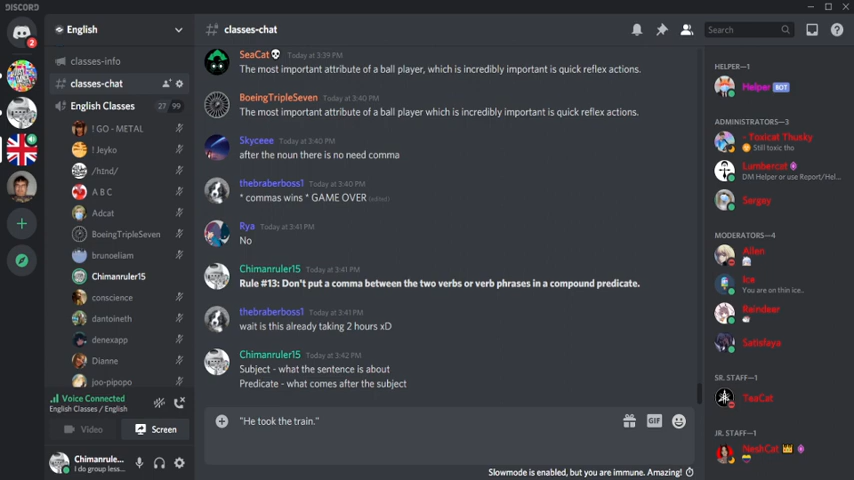 DISCORD
English
classes-info
classes-chat
English Classes
27 99
! GO - METAL
! Jeyko
/hɪnd/
A B C
Adcat
BoeingTripleSeven
brunoeliam
Chimanruler15
conscience
dantoineth
denexapp
Dianne
joo-pipopo
Voice Connected
English Classes / English
Video
Screen
Chimanrule...
I do group less...
2
classes-chat
Search
SeaCat Today at 3:39 PM
The most important attribute of a ball player, which is incredibly important is quick reflex actions.
BoeingTripleSeven Today at 3:40 PM
The most important attribute of a ball player, which is incredibly important is quick reflex actions.
Skyceee Today at 3:40 PM
after the noun there is no need comma
thebraberboss1 Today at 3:40 PM
* commas wins * GAME OVER (edited)
Rya Today at 3:41 PM
No
Chimanruler15 Today at 3:41 PM
Rule #13: Don't put a comma between the two verbs or verb phrases in a compound predicate.
thebraberboss1 Today at 3:41 PM
wait is this already taking 2 hours xD
Chimanruler15 Today at 3:42 PM
Subject - what the sentence is about
Predicate - what comes after the subject
"He took the train."
GIF
Slowmode is enabled, but you are immune. Amazing!
HELPER—1
Helper BOT
ADMINISTRATORS—3
Toxicat Thusky
Still toxic tho
Lumbercat
DM Helper or use Report/Hel...
Sergey
MODERATORS—4
Allen
Ice
You are on thin ice..
Reindeer
Satisfaya
SR. STAFF—1
TeaCat
JR. STAFF—1
NeshCat